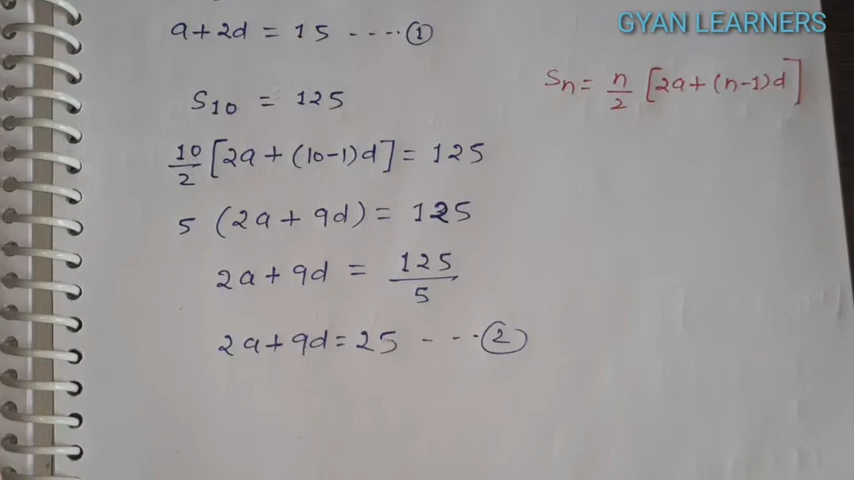 GYAN LEARNERS
a + 2d = 15 ---- ①
Sn = n/2 [2a + (n-1)d]
S10 = 125
10/2 [2a + (10-1)d] = 125
5 (2a + 9d) = 125
2a + 9d = 125/5
2a + 9d = 25 ---- ②